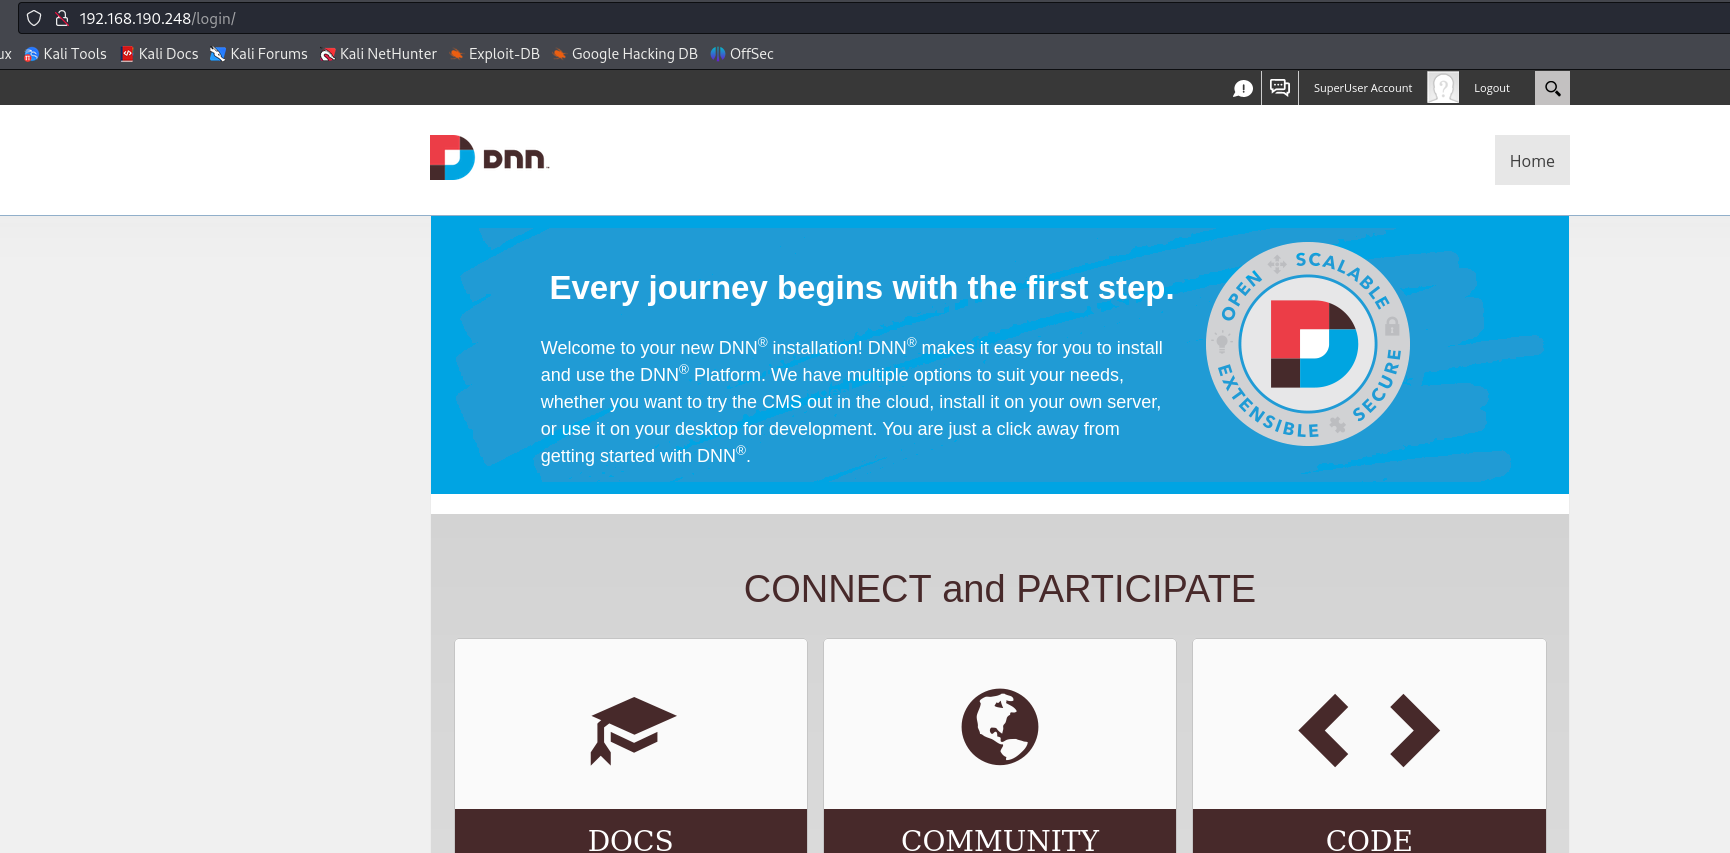 192.168.190.248/login/
ux Kali Tools Kali Docs Kali Forums Kali NetHunter Exploit-DB Google Hacking DB OffSec
SuperUser Account Logout
DNN
Home
Every journey begins with the first step.
Welcome to your new DNN® installation! DNN® makes it easy for you to install
and use the DNN® Platform. We have multiple options to suit your needs,
whether you want to try the CMS out in the cloud, install it on your own server,
or use it on your desktop for development. You are just a click away from
getting started with DNN®.
OPEN SCALABLE SECURE EXTENSIBLE
CONNECT and PARTICIPATE
DOCS COMMUNITY CODE